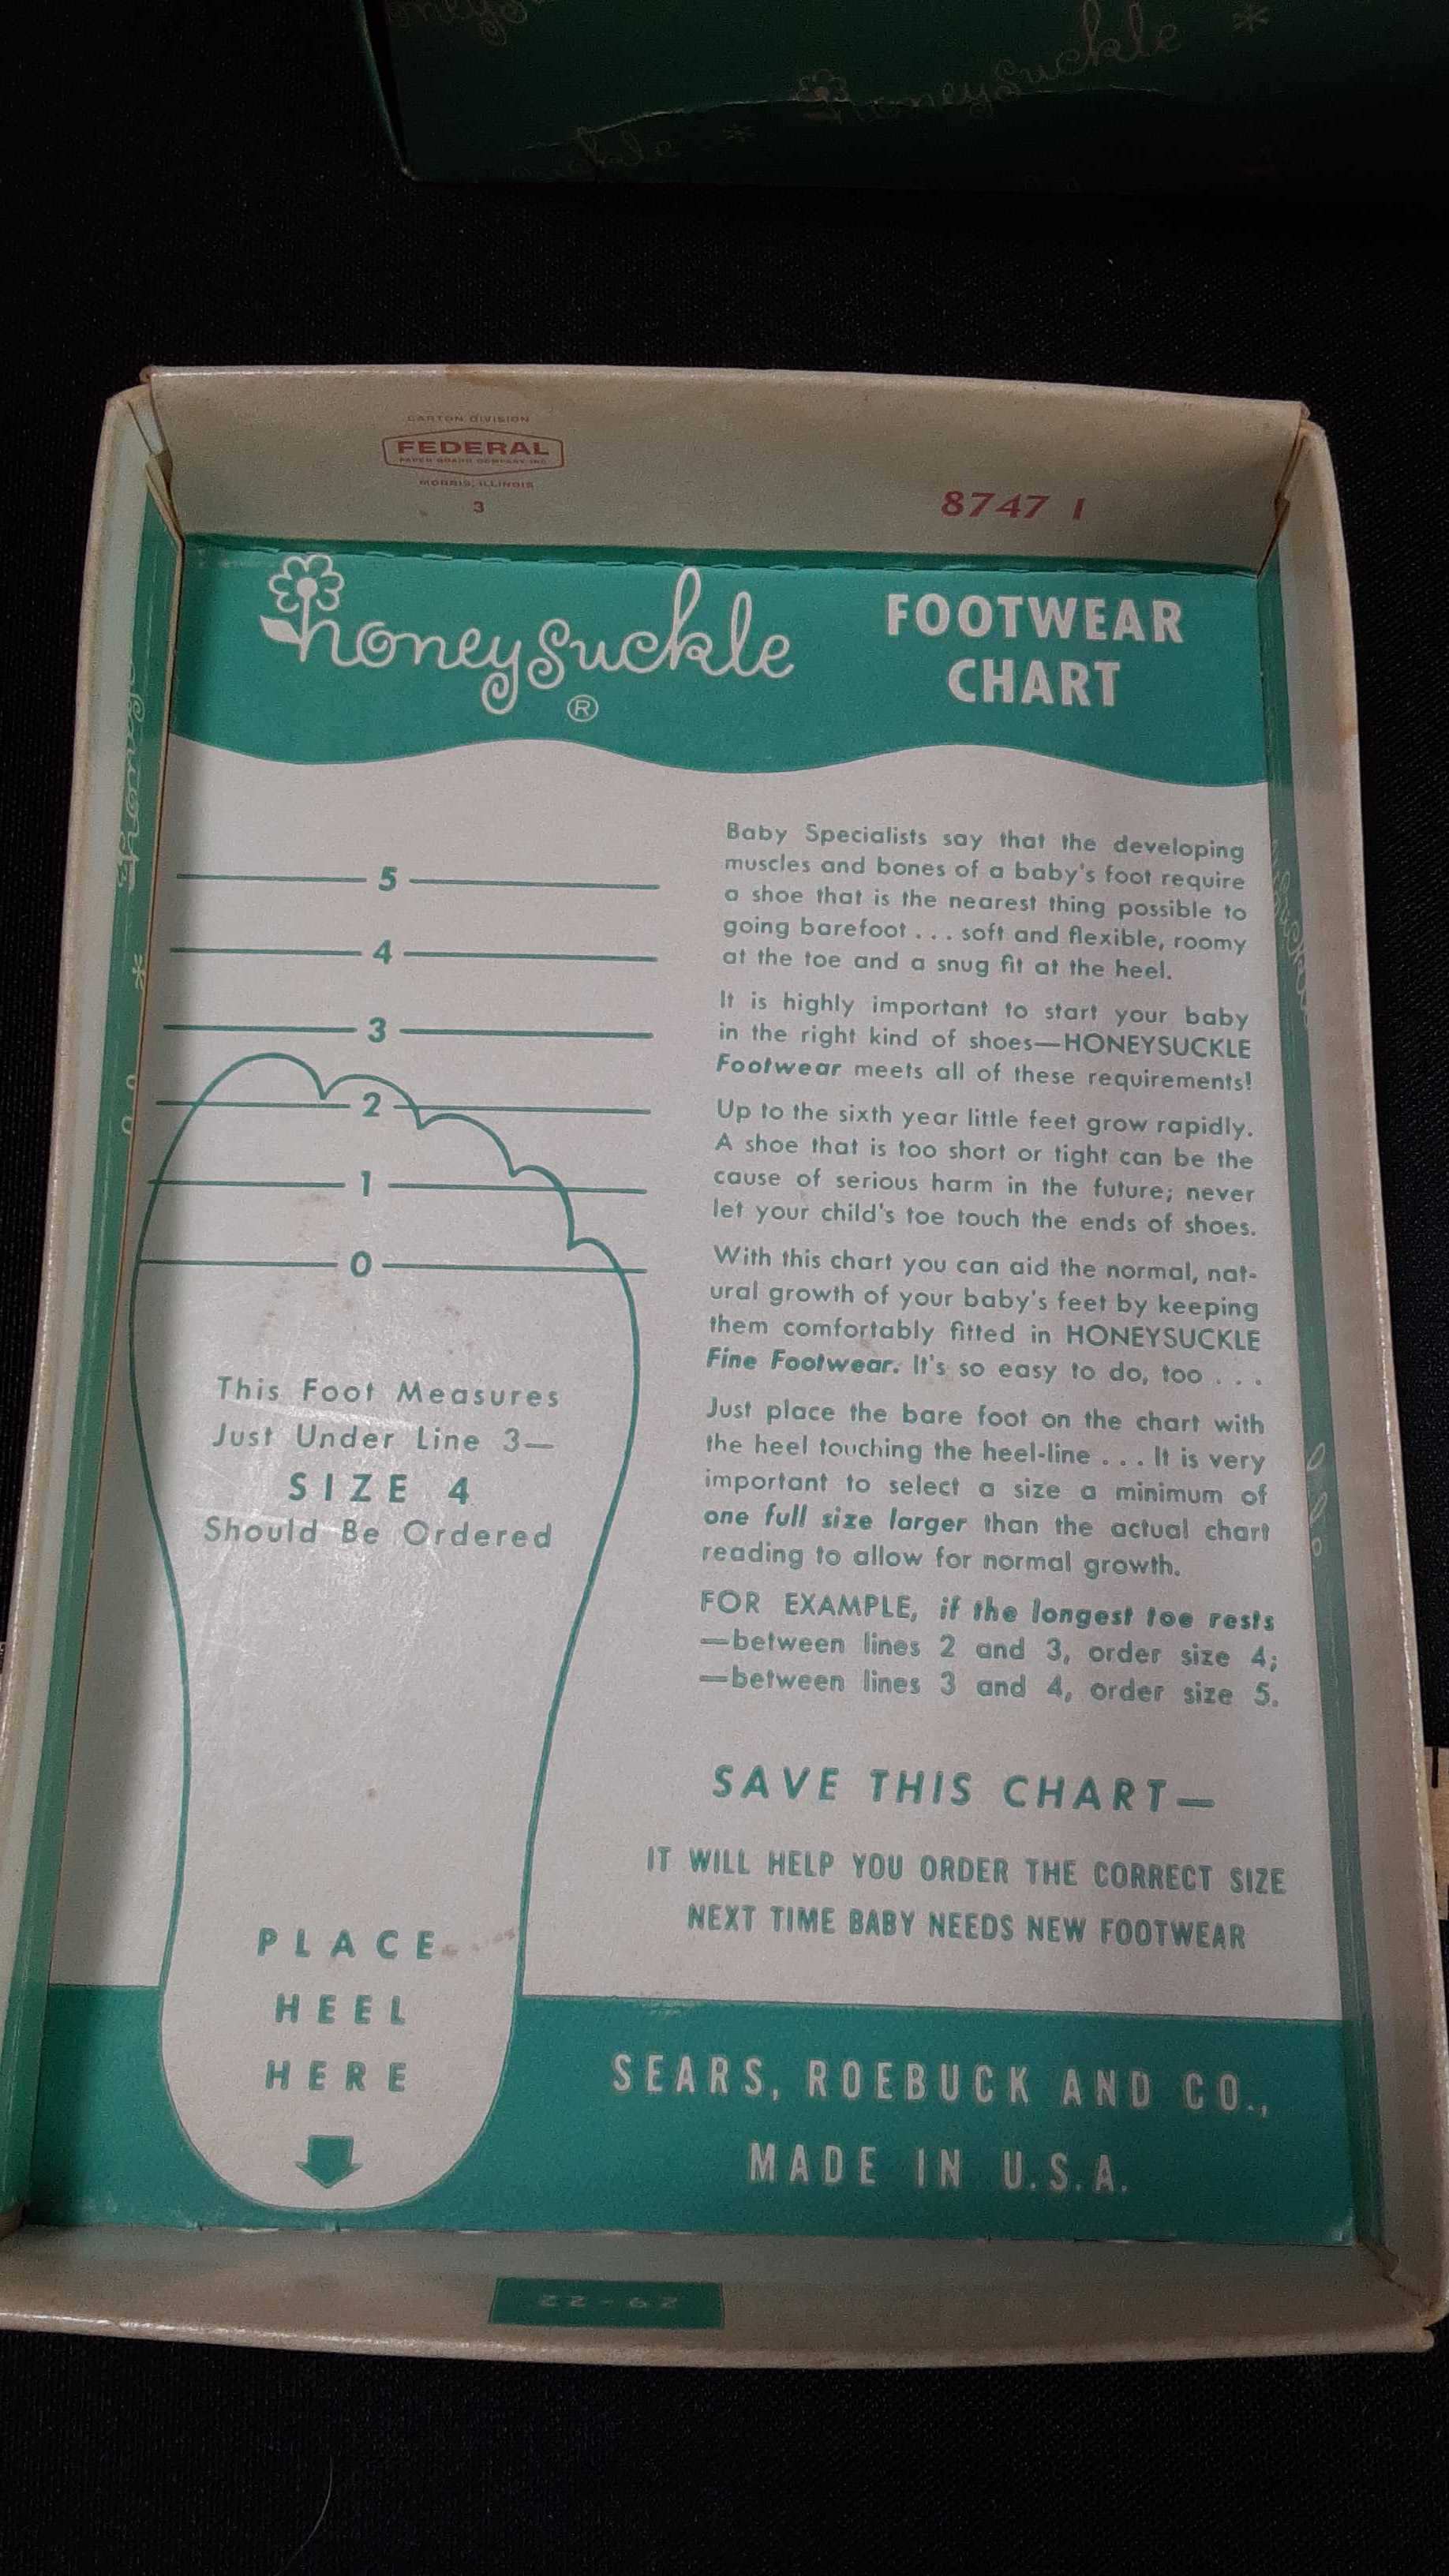 honeysuckle *
CARTON DIVISION
FEDERAL
PAPER BOARD COMPANY INC.
MORRIS, ILLINOIS
3
8747 1
honeysuckle ®
FOOTWEAR
CHART
5
4
3
2
1
0
This Foot Measures
Just Under Line 3—
SIZE 4
Should Be Ordered
PLACE
HEEL
HERE
Baby Specialists say that the developing
muscles and bones of a baby's foot require
a shoe that is the nearest thing possible to
going barefoot . . . soft and flexible, roomy
at the toe and a snug fit at the heel.
It is highly important to start your baby
in the right kind of shoes—HONEYSUCKLE
Footwear meets all of these requirements!
Up to the sixth year little feet grow rapidly.
A shoe that is too short or tight can be the
cause of serious harm in the future; never
let your child's toe touch the ends of shoes.
With this chart you can aid the normal, nat-
ural growth of your baby's feet by keeping
them comfortably fitted in HONEYSUCKLE
Fine Footwear. It's so easy to do, too . . .
Just place the bare foot on the chart with
the heel touching the heel-line . . . It is very
important to select a size a minimum of
one full size larger than the actual chart
reading to allow for normal growth.
FOR EXAMPLE, if the longest toe rests
—between lines 2 and 3, order size 4;
—between lines 3 and 4, order size 5.
SAVE THIS CHART—
IT WILL HELP YOU ORDER THE CORRECT SIZE
NEXT TIME BABY NEEDS NEW FOOTWEAR
SEARS, ROEBUCK AND CO.,
MADE IN U.S.A.